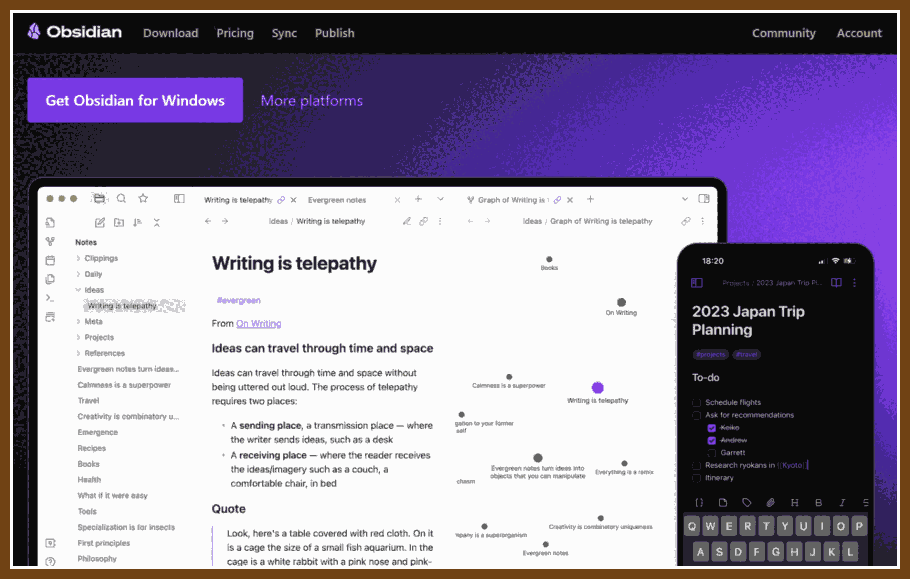 Obsidian Download Pricing Sync Publish Community Account
Get Obsidian for Windows More platforms
Writing is telepathy
Evergreen notes
Graph of Writing is t
Ideas / Writing is telepathy
Ideas / Graph of Writing is telepathy
Notes
Clippings
Daily
Ideas
Writing is telepathy
Meta
Projects
References
Evergreen notes turn ideas...
Calmness is a superpower
Travel
Creativity is combinatory u...
Emergence
Recipes
Books
Health
What if it were easy
Tools
Specialization is for insects
First principles
Philosophy
Writing is telepathy
#evergreen
From On Writing
Ideas can travel through time and space
Ideas can travel through time and space without
being uttered out loud. The process of telepathy
requires two places:
A sending place, a transmission place — where
the writer sends ideas, such as a desk
A receiving place — where the reader receives
the ideas/imagery such as a couch, a
comfortable chair, in bed
Quote
Look, here's a table covered with red cloth. On it
is a cage the size of a small fish aquarium. In the
cage is a white rabbit with a pink nose and pink-
Books
On Writing
Calmness is a superpower
Writing is telepathy
gation to your former
self
Evergreen notes turn ideas into
objects that you can manipulate
Everything is a remix
chasm
Creativity is combinatory uniqueness
mpany is a superorganism
Evergreen notes
18:20
Projects / 2023 Japan Trip Pl...
2023 Japan Trip
Planning
#projects #travel
To-do
Schedule flights
Ask for recommendations
Keiko
Andrew
Garrett
Research ryokans in [[Kyoto]]
Itinerary
H B I S
Q W E R T Y U I O P
A S D F G H J K L